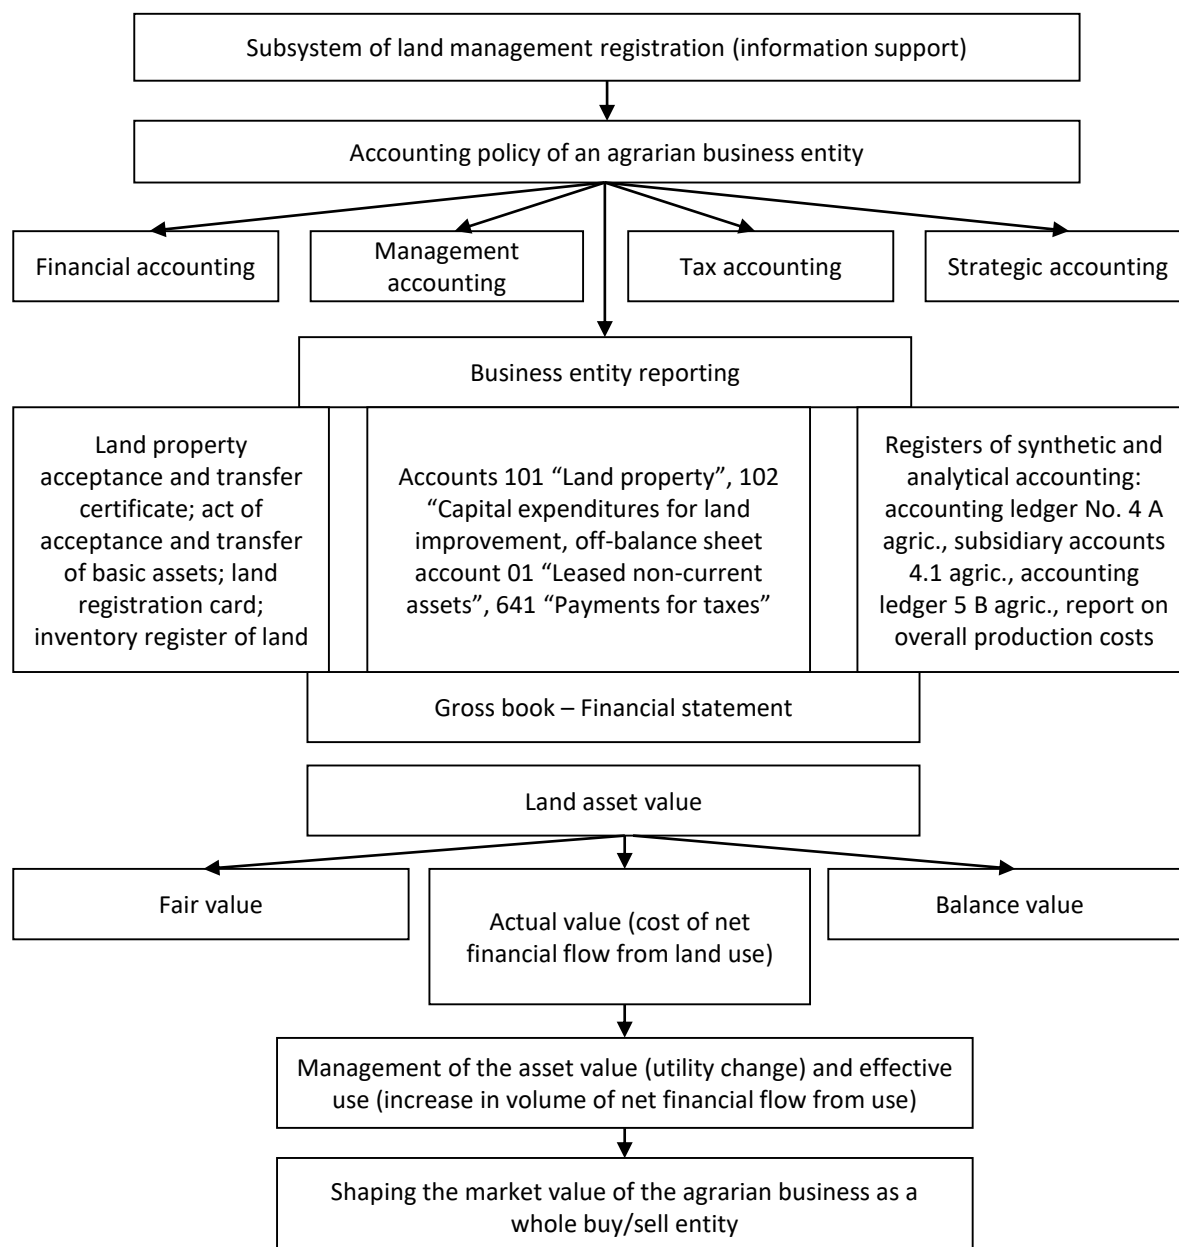 Subsystem of land management registration (information support)
Accounting policy of an agrarian business entity
Financial accounting
Management
accounting
Tax accounting
Strategic accounting
Business entity reporting
Land property
acceptance and transfer
certificate; act of
acceptance and transfer
of basic assets; land
registration card;
inventory register of land
Accounts 101 “Land property”, 102
“Capital expenditures for land
improvement, off-balance sheet
account 01 “Leased non-current
assets”, 641 “Payments for taxes”
Registers of synthetic and
analytical accounting:
accounting ledger No. 4 A
agric., subsidiary accounts
4.1 agric., accounting
ledger 5 B agric., report on
overall production costs
Gross book – Financial statement
Land asset value
Fair value
Actual value (cost of net
financial flow from land use)
Balance value
Management of the asset value (utility change) and effective
use (increase in volume of net financial flow from use)
Shaping the market value of the agrarian business as a
whole buy/sell entity